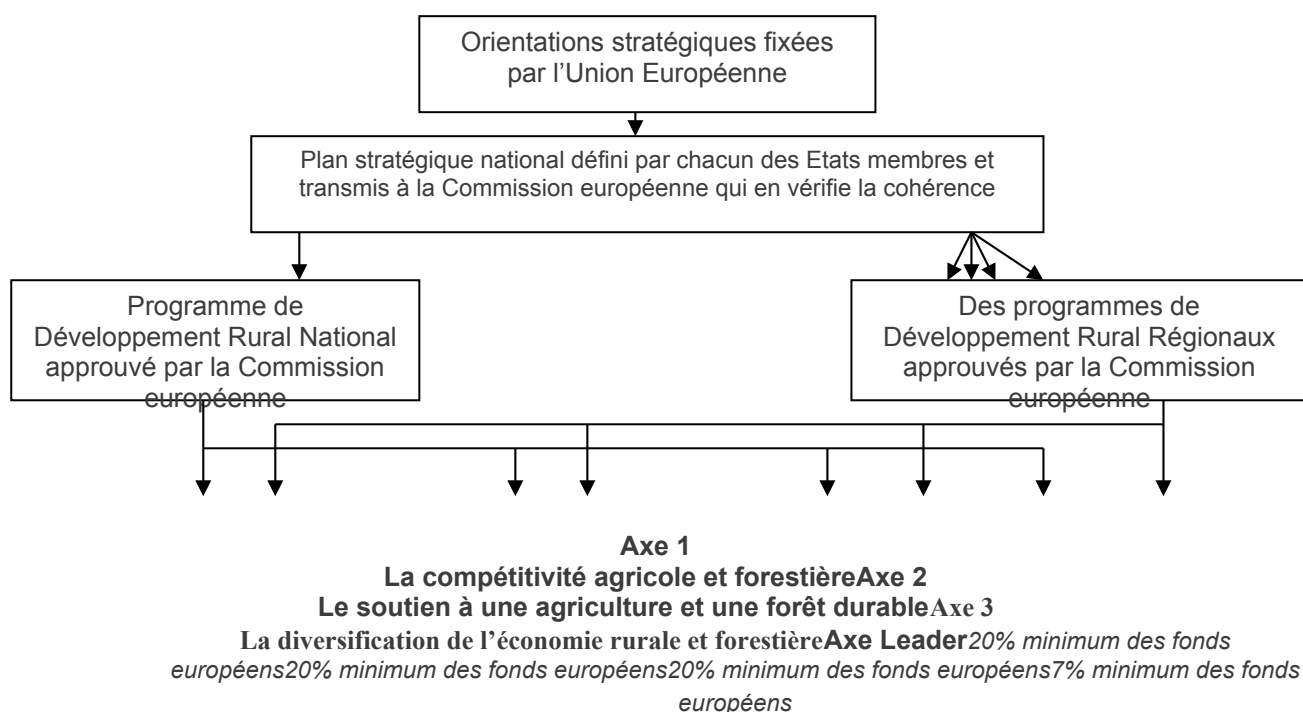 Orientations stratégiques fixées
par l'Union Européenne
Plan stratégique national défini par chacun des Etats membres et
transmis à la Commission européenne qui en vérifie la cohérence
Programme de
Développement Rural National
approuvé par la Commission
européenne
Des programmes de
Développement Rural Régionaux
approuvés par la Commission
européenne
Axe 1
La compétitivité agricole et forestièreAxe 2
Le soutien à une agriculture et une forêt durableAxe 3
La diversification de l'économie rurale et forestièreAxe Leader20% minimum des fonds
européens20% minimum des fonds européens20% minimum des fonds européens7% minimum des fonds
européens